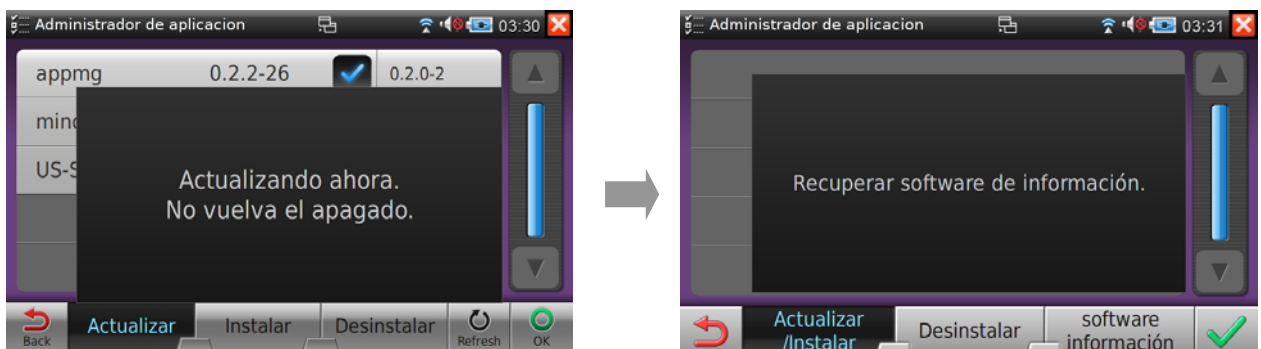 Administrador de aplicacion
03:30
appmg 0.2.2-26 0.2.0-2
Actualizando ahora.
No vuelva el apagado.
Back
Actualizar
Instalar
Desinstalar
Refresh
OK
Administrador de aplicacion
03:31
Recuperar software de información.
Actualizar
/Instalar
Desinstalar
software
información